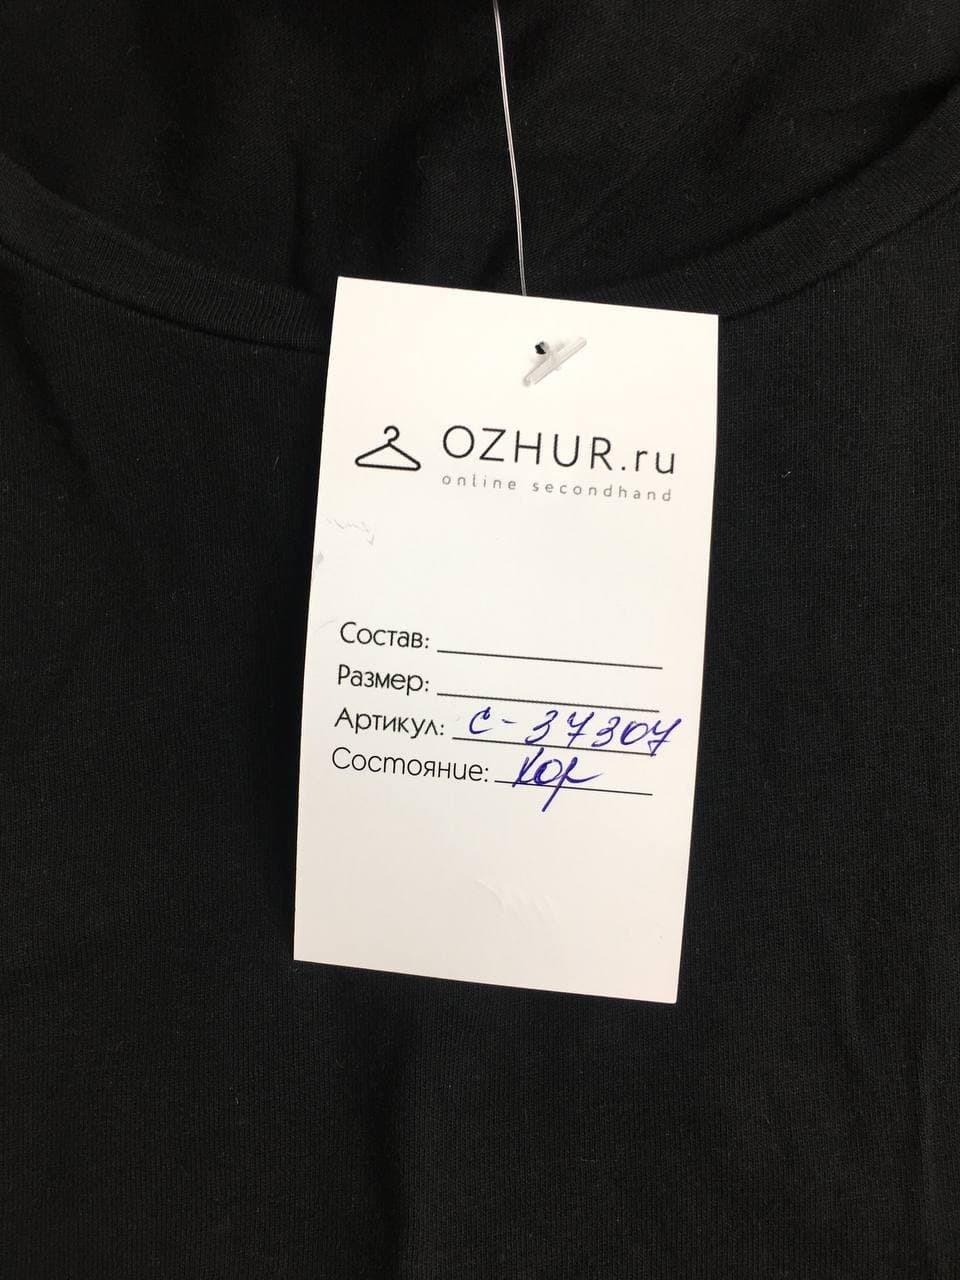 OZHUR.ru
online secondhand
Состав:
Размер:
Артикул: С-37307
Состояние: Хор